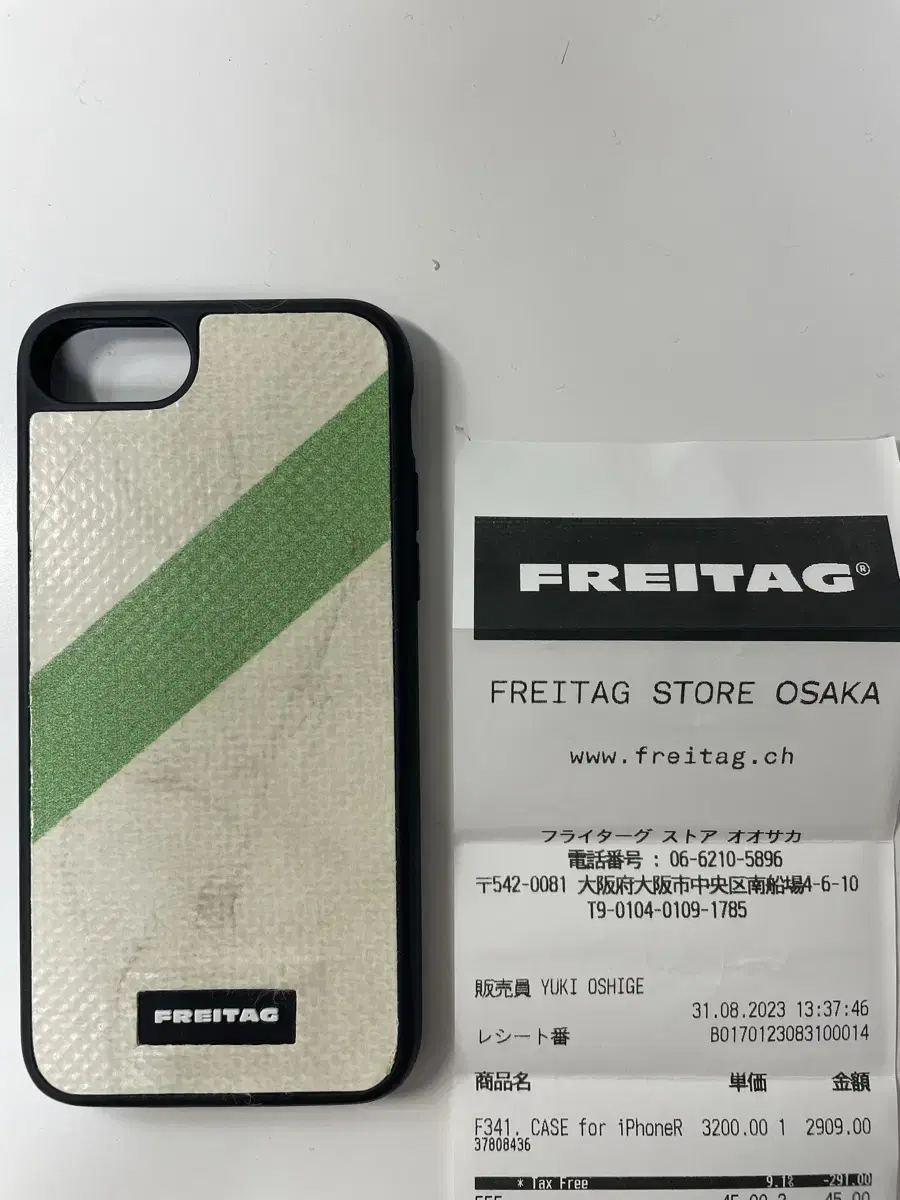 FREITAG
FREITAG®
FREITAG STORE OSAKA
www.freitag.ch
フライターグ ストア オオサカ
電話番号 : 06-6210-5896
〒542-0081 大阪府大阪市中央区南船場4-6-10
T9-0104-0109-1785
販売員 YUKI OSHIGE
31.08.2023 13:37:46
レシート番 B0170123083100014
商品名 単価 金額
F341. CASE for iPhoneR 3200.00 1 2909.00
37808436
* Tax Free 9.1% -291.00